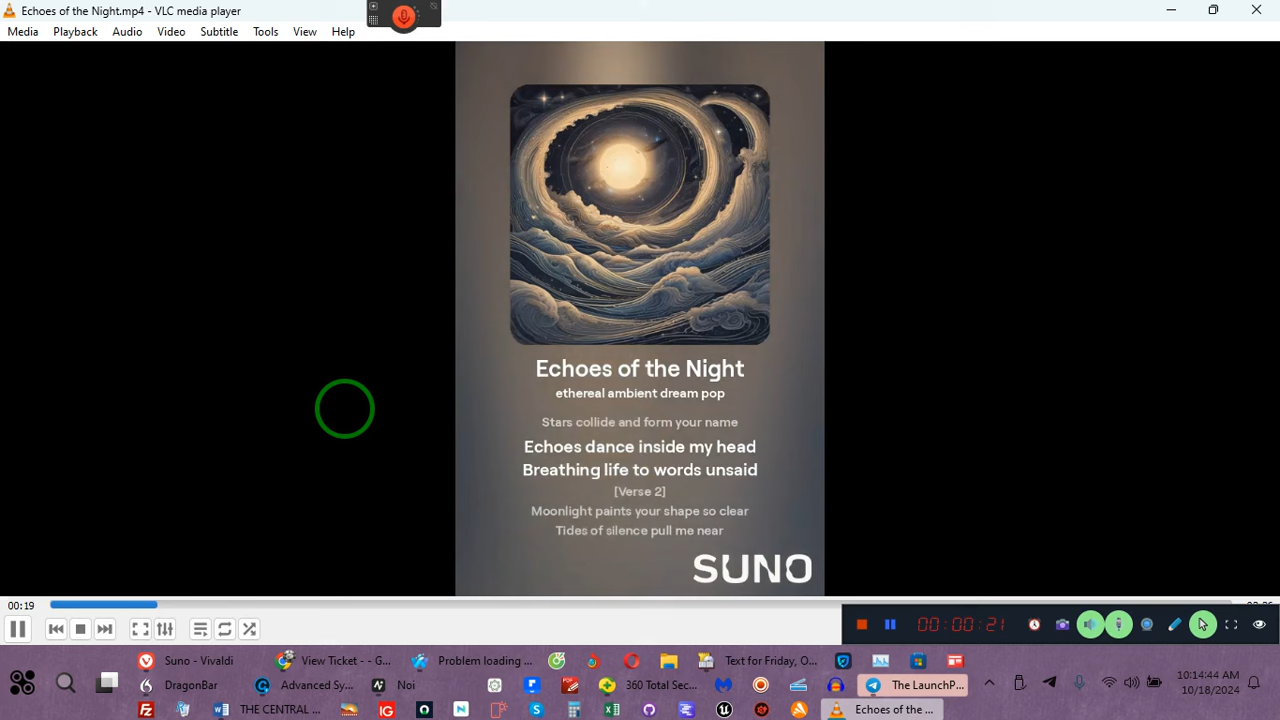 Echoes of the Night.mp4 - VLC media player
Media Playback Audio Video Subtitle Tools View Help
Echoes of the Night
ethereal ambient dream pop
Stars collide and form your name
Echoes dance inside my head
Breathing life to words unsaid
[Verse 2]
Moonlight paints your shape so clear
Tides of silence pull me near
SUNO
00:19
00:00:21
Suno - Vivaldi
View Ticket - - G...
Problem loading ...
Text for Friday, O...
DragonBar
Advanced Sy...
Noi
360 Total Sec...
The LaunchP...
10:14:44 AM
10/18/2024
THE CENTRAL ...
Echoes of the ...